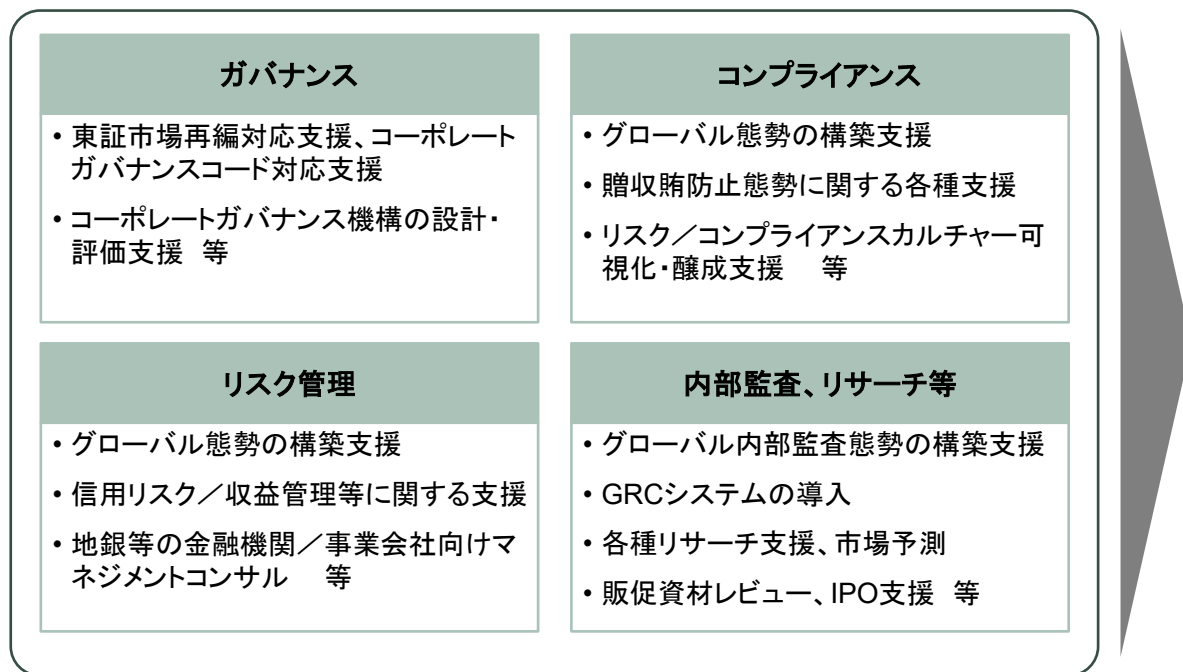 ガバナンス
• 東証市場再編対応支援、コーポレート
ガバナンスコード対応支援
• コーポレートガバナンス機構の設計・
評価支援　等
コンプライアンス
• グローバル態勢の構築支援
• 贈収賄防止態勢に関する各種支援
• リスク／コンプライアンスカルチャー可
視化・醸成支援　　等
リスク管理
• グローバル態勢の構築支援
• 信用リスク／収益管理等に関する支援
• 地銀等の金融機関／事業会社向けマ
ネジメントコンサル　　等
内部監査、リサーチ等
• グローバル内部監査態勢の構築支援
• GRCシステムの導入
• 各種リサーチ支援、市場予測
• 販促資材レビュー、IPO支援　等